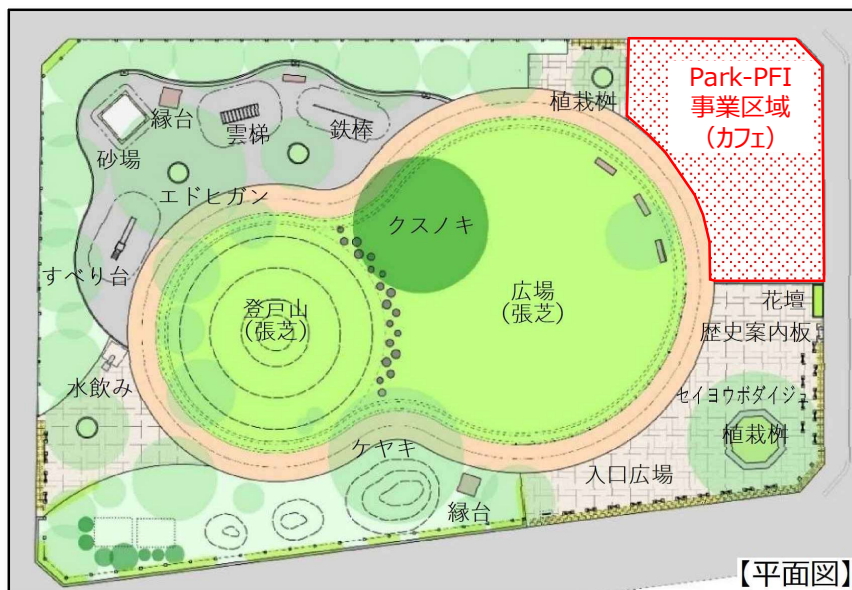 Park-PFI
事業区域
（カフェ）
植栽桝
縁台
雲梯
鉄棒
砂場
エドヒガン
クスノキ
すべり台
登戸山
(張芝)
広場
(張芝)
花壇
歴史案内板
水飲み
セイヨウボダイジュ
植栽桝
ケヤキ
入口広場
縁台
【平面図】